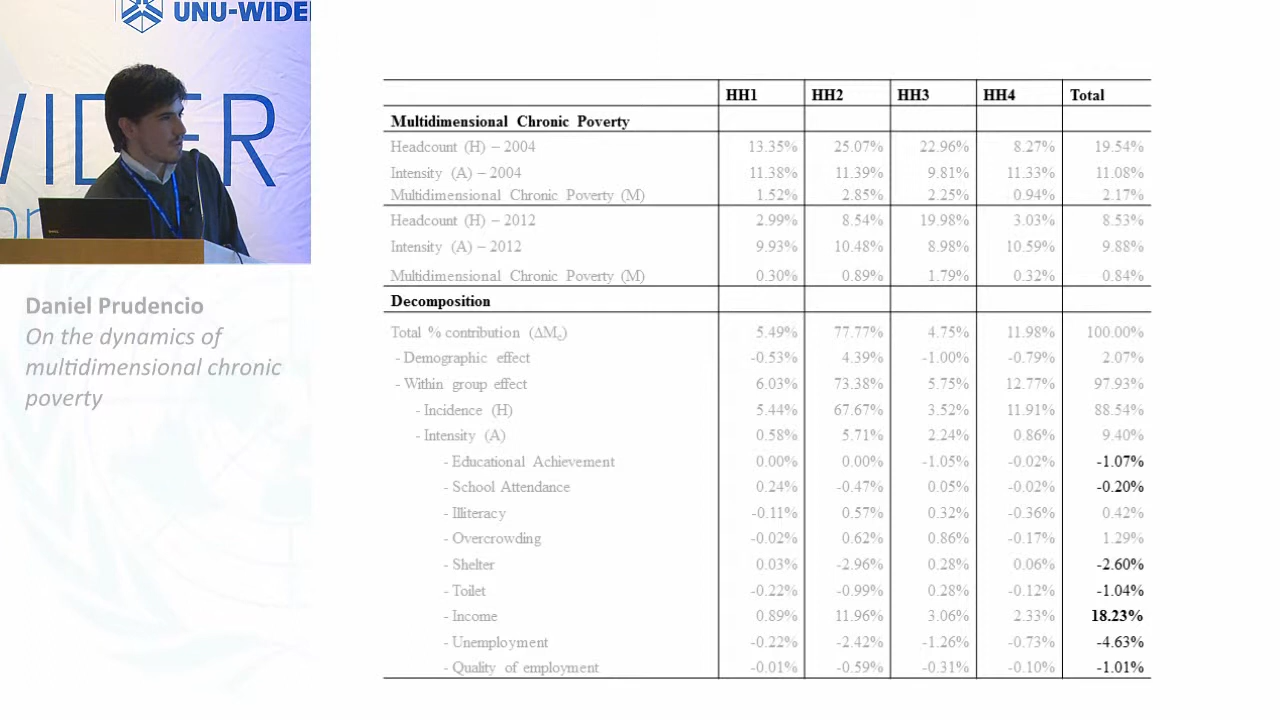 UNU-WIDE
WIDER
on
Daniel Prudencio
On the dynamics of
multidimensional chronic
poverty
HH1 HH2 HH3 HH4 Total
Multidimensional Chronic Poverty
Headcount (H) – 2004 13.35% 25.07% 22.96% 8.27% 19.54%
Intensity (A) – 2004 11.38% 11.39% 9.81% 11.33% 11.08%
Multidimensional Chronic Poverty (M) 1.52% 2.85% 2.25% 0.94% 2.17%
Headcount (H) – 2012 2.99% 8.54% 19.98% 3.03% 8.53%
Intensity (A) – 2012 9.93% 10.48% 8.98% 10.59% 9.88%
Multidimensional Chronic Poverty (M) 0.30% 0.89% 1.79% 0.32% 0.84%
Decomposition
Total % contribution (ΔMc) 5.49% 77.77% 4.75% 11.98% 100.00%
- Demographic effect -0.53% 4.39% -1.00% -0.79% 2.07%
- Within group effect 6.03% 73.38% 5.75% 12.77% 97.93%
- Incidence (H) 5.44% 67.67% 3.52% 11.91% 88.54%
- Intensity (A) 0.58% 5.71% 2.24% 0.86% 9.40%
- Educational Achievement 0.00% 0.00% -1.05% -0.02% -1.07%
- School Attendance 0.24% -0.47% 0.05% -0.02% -0.20%
- Illiteracy -0.11% 0.57% 0.32% -0.36% 0.42%
- Overcrowding -0.02% 0.62% 0.86% -0.17% 1.29%
- Shelter 0.03% -2.96% 0.28% 0.06% -2.60%
- Toilet -0.22% -0.99% 0.28% -0.12% -1.04%
- Income 0.89% 11.96% 3.06% 2.33% 18.23%
- Unemployment -0.22% -2.42% -1.26% -0.73% -4.63%
- Quality of employment -0.01% -0.59% -0.31% -0.10% -1.01%